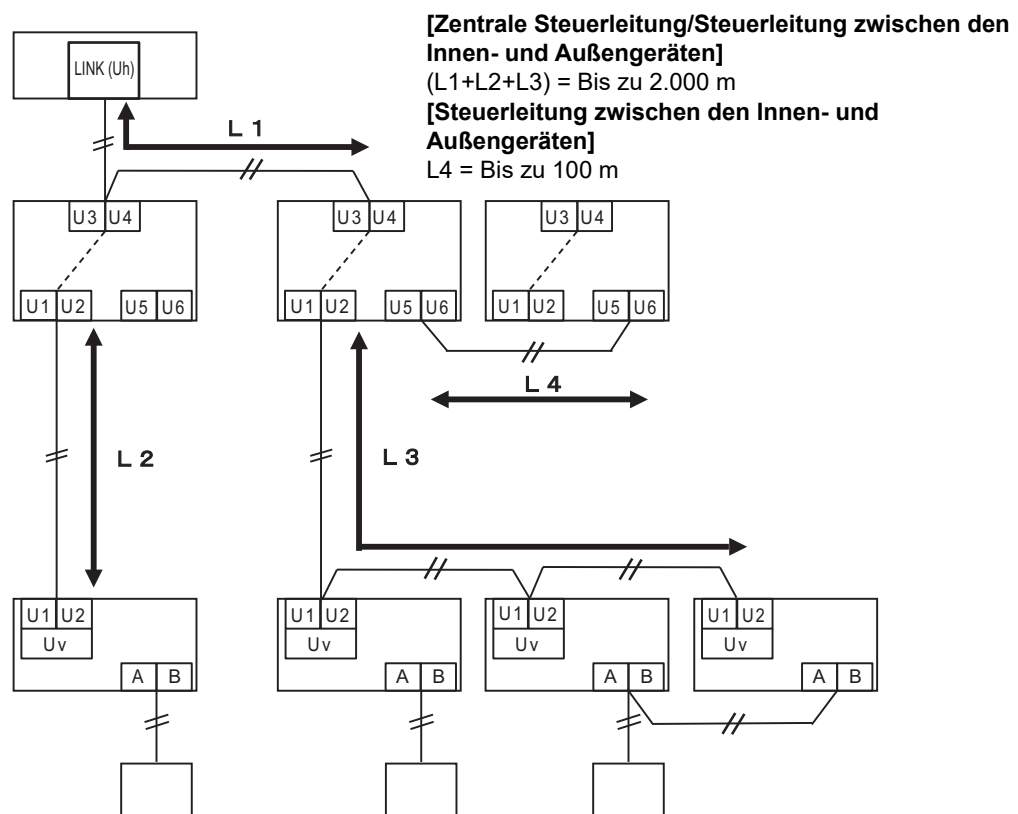 [Zentrale Steuerleitung/Steuerleitung zwischen den
Innen- und Außengeräten]
(L1+L2+L3) = Bis zu 2.000 m
[Steuerleitung zwischen den Innen- und
Außengeräten]
L4 = Bis zu 100 m
LINK (Uh)
L 1
U3 U4
U3 U4
U3 U4
U1 U2
U5 U6
U1 U2
U5 U6
U1 U2
U5 U6
L 4
L 2
L 3
U1 U2
Uv
A B
U1 U2
Uv
A B
U1 U2
Uv
A B
U1 U2
Uv
A B